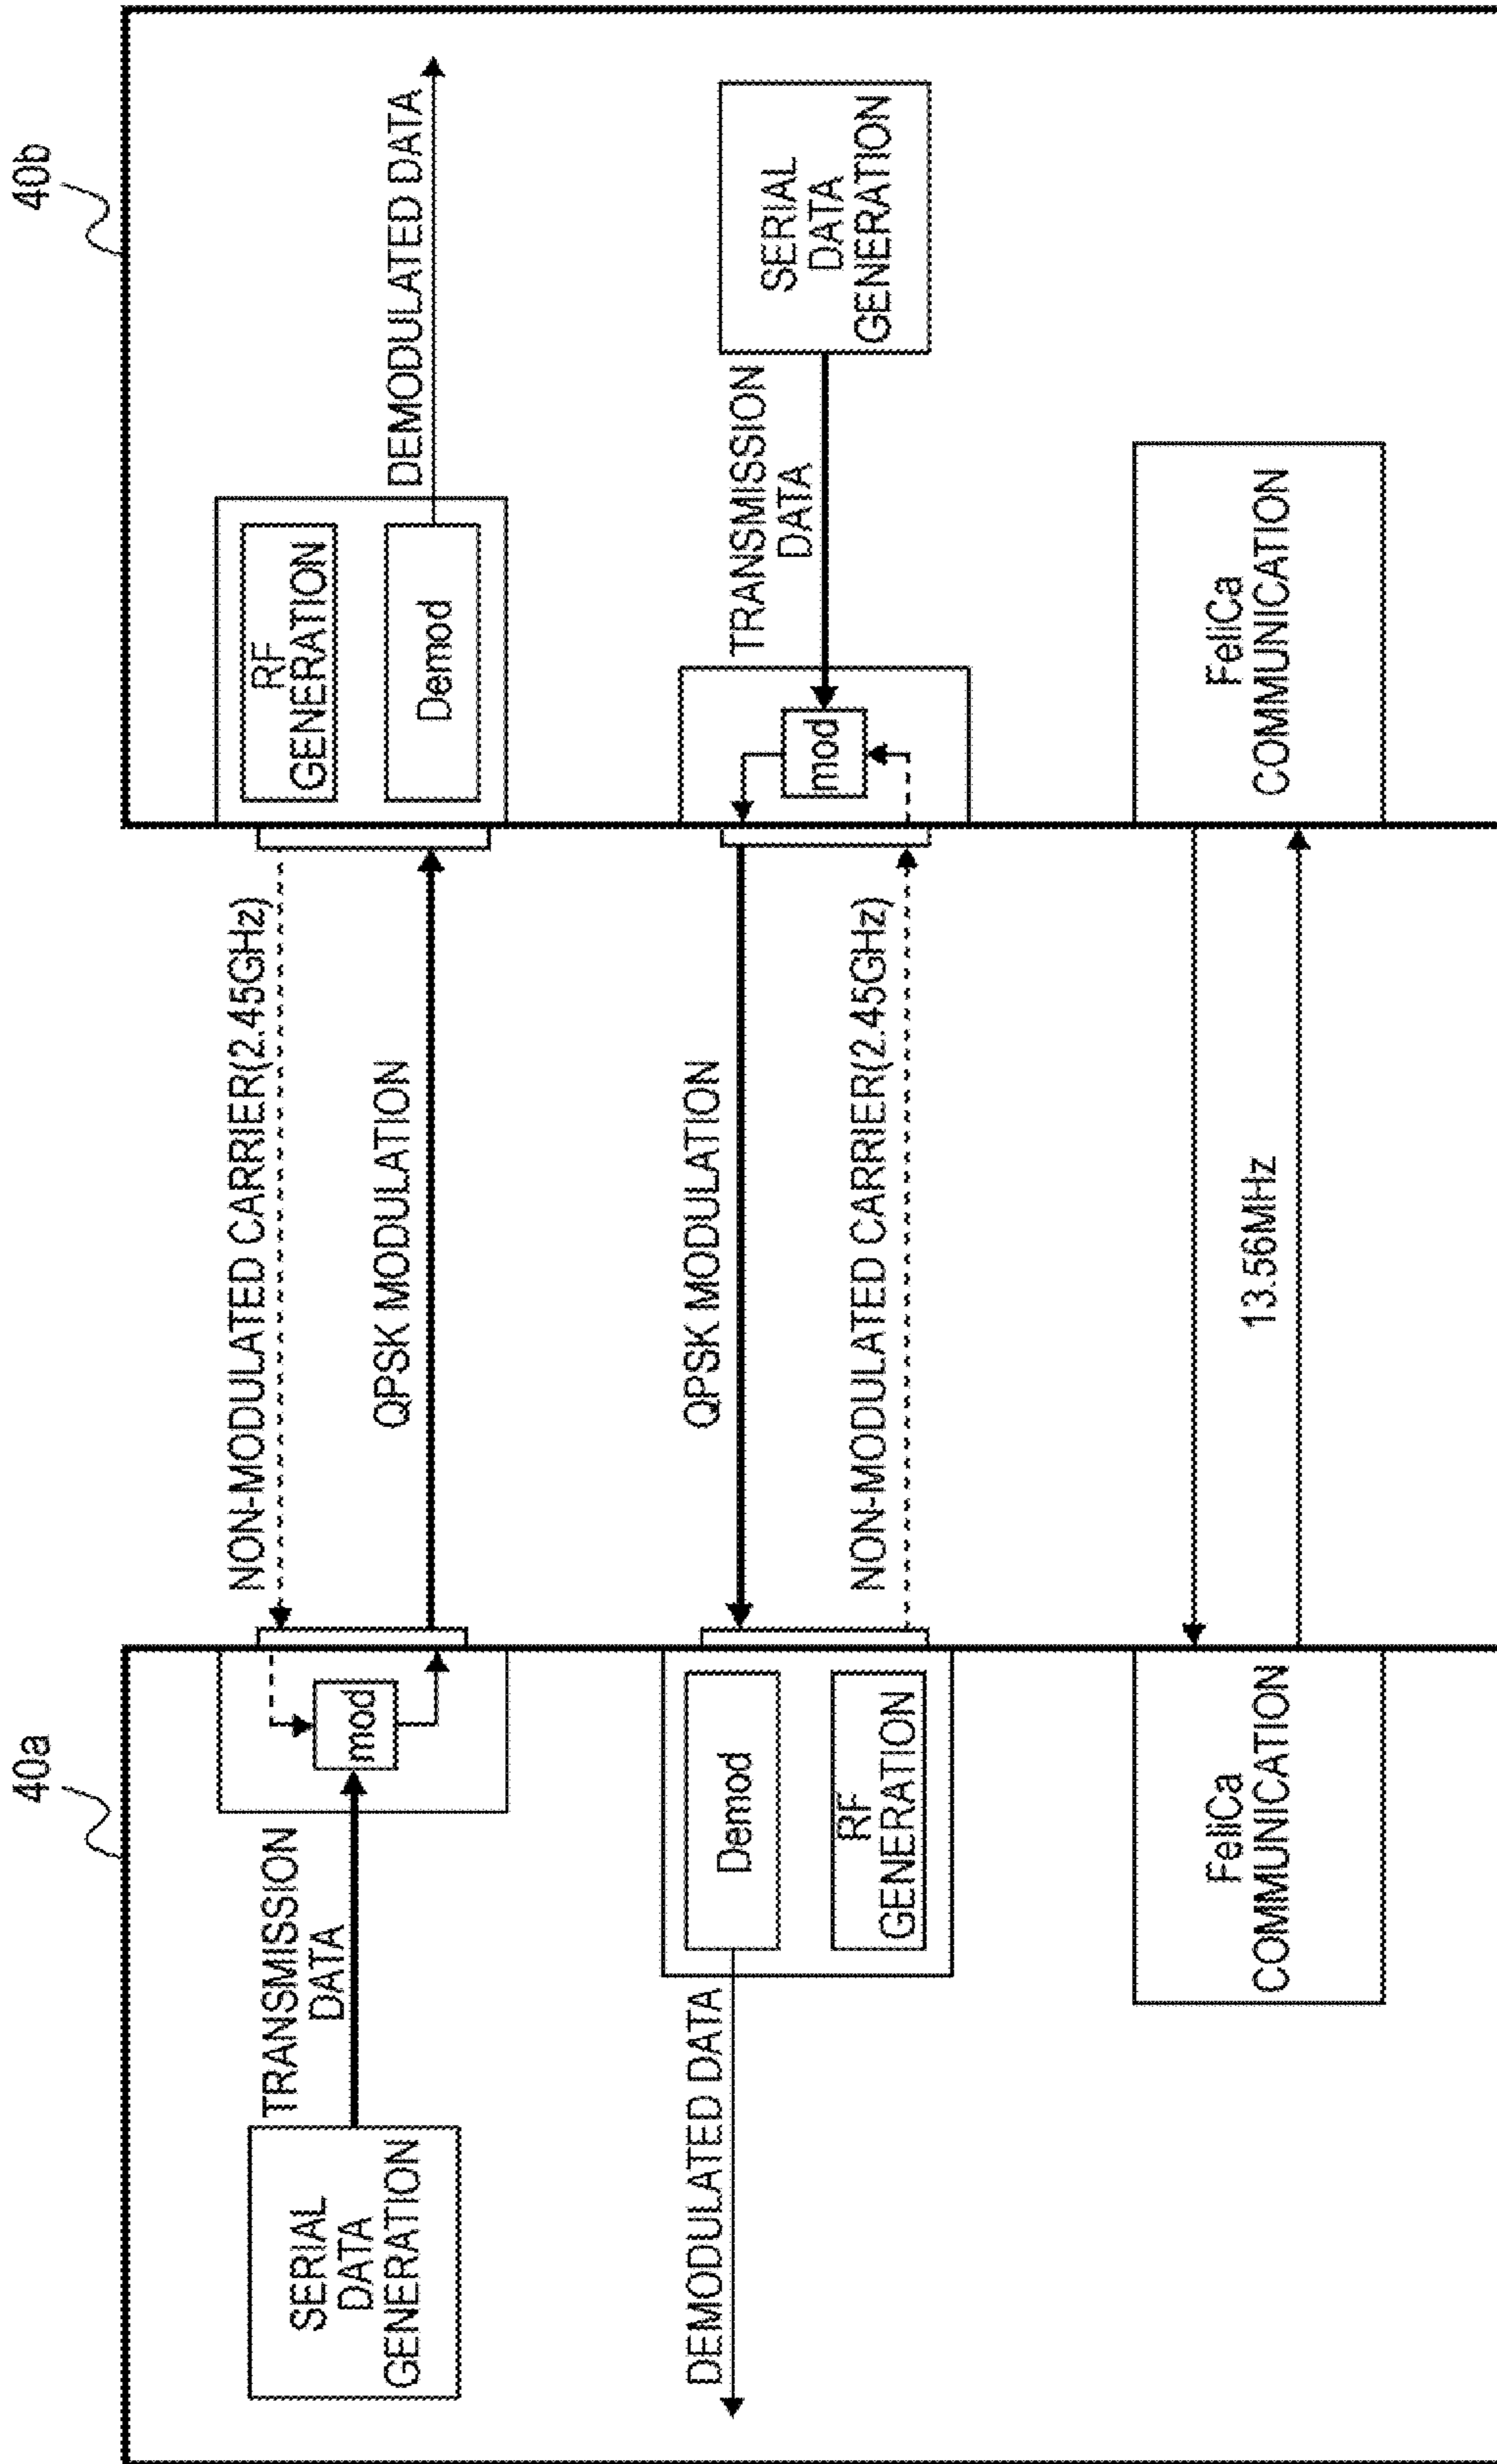 40a
40b
SERIAL
DATA
GENERATION
TRANSMISSION
DATA
mod
NON-MODULATED CARRIER(2.45GHz)
QPSK MODULATION
RF
GENERATION
Demod
DEMODULATED DATA
DEMODULATED DATA
Demod
RF
GENERATION
QPSK MODULATION
NON-MODULATED CARRIER(2.45GHz)
mod
TRANSMISSION
DATA
SERIAL
DATA
GENERATION
FeliCa
COMMUNICATION
13.56MHz
FeliCa
COMMUNICATION